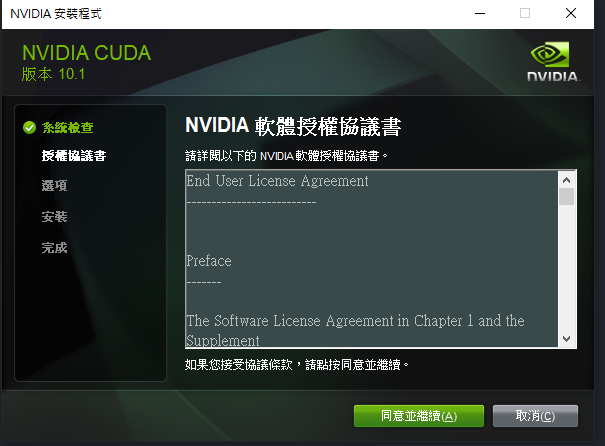 NVIDIA 安裝程式
NVIDIA CUDA
版本 10.1
NVIDIA.
系統檢查
授權協議書
選項
安裝
完成
NVIDIA 軟體授權協議書
請詳閱以下的 NVIDIA 軟體授權協議書。
End User License Agreement
--------------------------
Preface
-------
The Software License Agreement in Chapter 1 and the
Supplement
如果您接受協議條款，請點按同意並繼續。
同意並繼續(A)
取消(C)